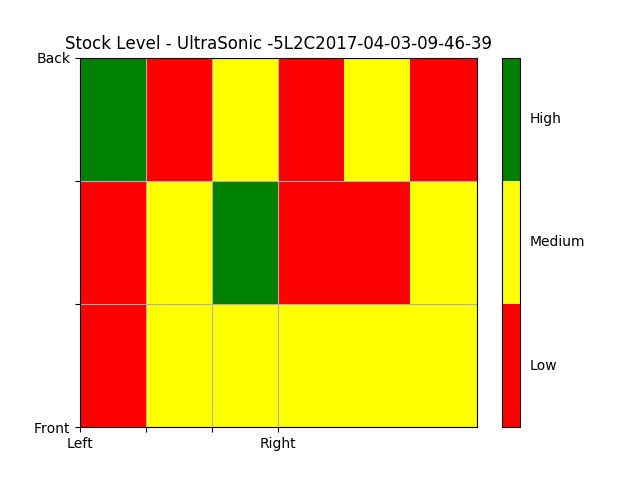 Stock Level - UltraSonic -5L2C2017-04-03-09-46-39
Back
High
Medium
Low
Front
Left
Right